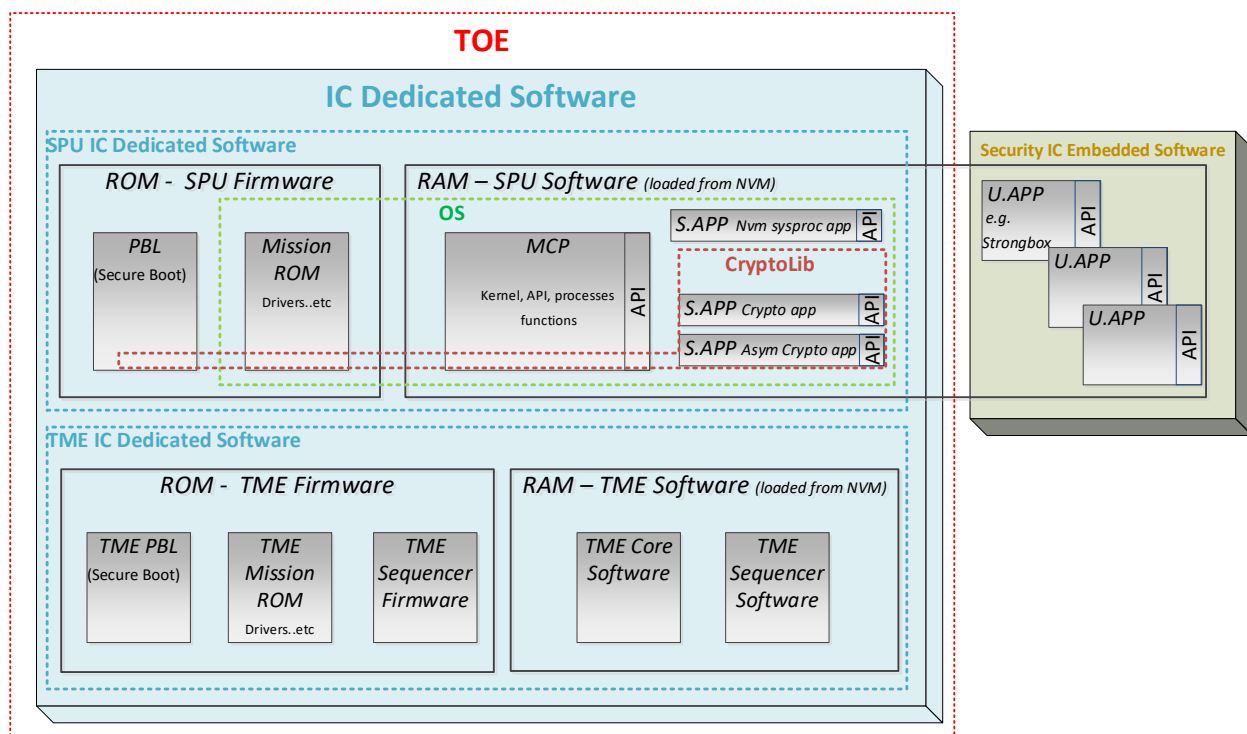 TOE
IC Dedicated Software
SPU IC Dedicated Software
ROM - SPU Firmware
PBL
(Secure Boot)
Mission
ROM
Drivers..etc
RAM – SPU Software (loaded from NVM)
OS
MCP
Kernel, API, processes
functions
API
S.APP Nvm sysproc app
API
CryptoLib
S.APP Crypto app
API
S.APP Asym Crypto app
API
Security IC Embedded Software
U.APP
e.g.
Strongbox
API
U.APP
API
U.APP
API
TME IC Dedicated Software
ROM - TME Firmware
TME PBL
(Secure Boot)
TME
Mission
ROM
Drivers..etc
TME
Sequencer
Firmware
RAM – TME Software (loaded from NVM)
TME Core
Software
TME
Sequencer
Software